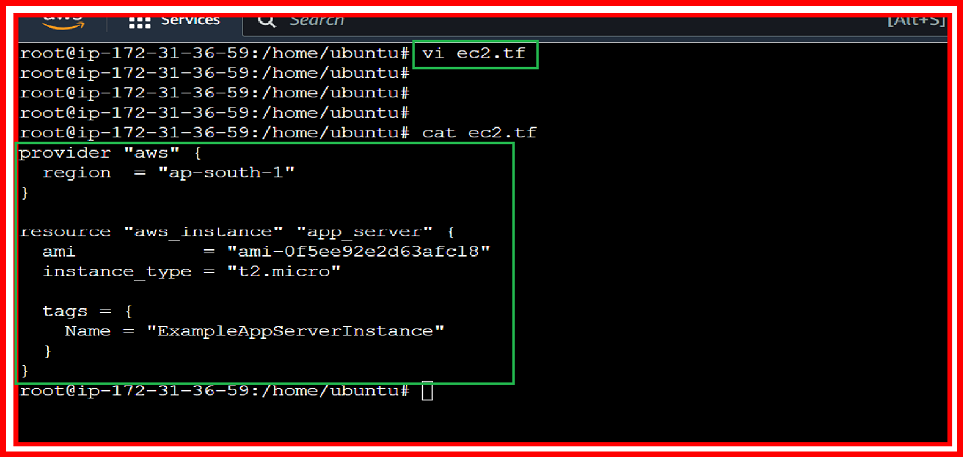 aws Services Search [Alt+S]
root@ip-172-31-36-59:/home/ubuntu# vi ec2.tf
root@ip-172-31-36-59:/home/ubuntu#
root@ip-172-31-36-59:/home/ubuntu#
root@ip-172-31-36-59:/home/ubuntu#
root@ip-172-31-36-59:/home/ubuntu# cat ec2.tf
provider "aws" {
  region  = "ap-south-1"
}

resource "aws_instance" "app_server" {
  ami           = "ami-0f5ee92e2d63afc18"
  instance_type = "t2.micro"

  tags = {
    Name = "ExampleAppServerInstance"
  }
}
root@ip-172-31-36-59:/home/ubuntu#